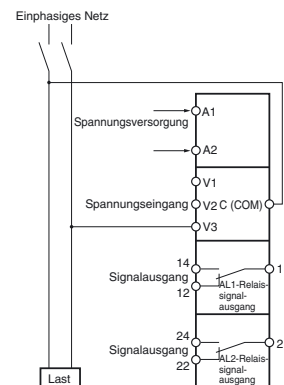 Einphasiges Netz
A1
Spannungsversorgung
A2
V1
Spannungseingang
V2 C (COM)
V3
14
1
Signalausgang
12
AL1-Relais-
signal-
ausgang
24
2
Signalausgang
22
AL2-Relais-
signal-
ausgang
Last